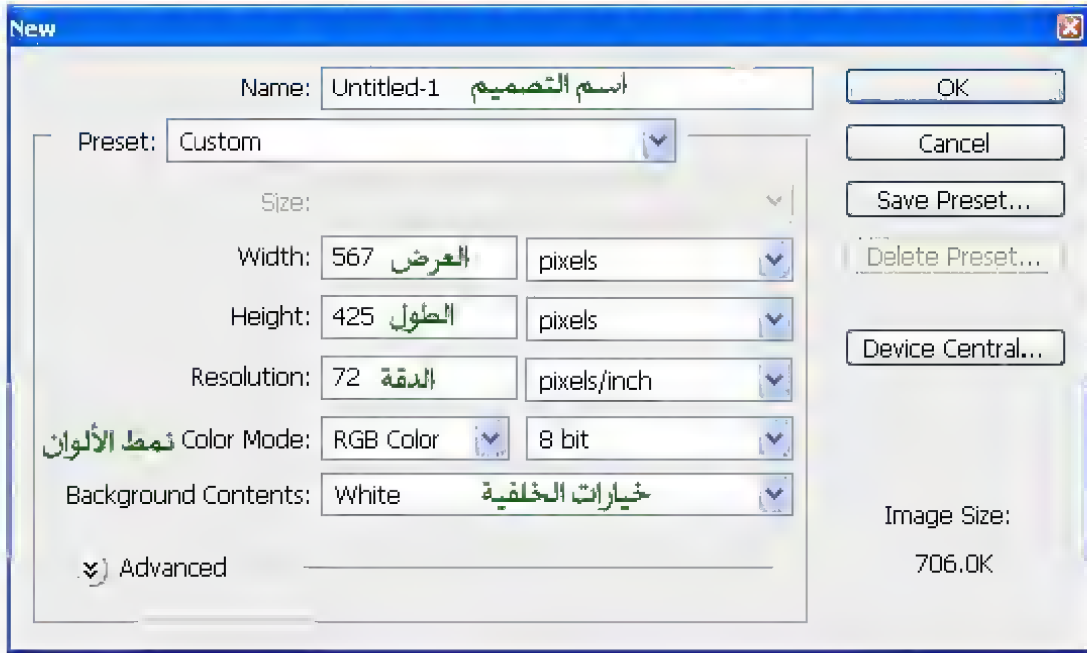 New
Name: Untitled-1 اسم التصميم
OK
Preset: Custom
Cancel
Size:
Save Preset...
Width: 567 العرض pixels
Delete Preset...
Height: 425 الطول pixels
Device Central...
Resolution: 72 الدقة pixels/inch
نمط الألوان Color Mode: RGB Color 8 bit
Background Contents: White خيارات الخلفية
Image Size:
706.0K
Advanced